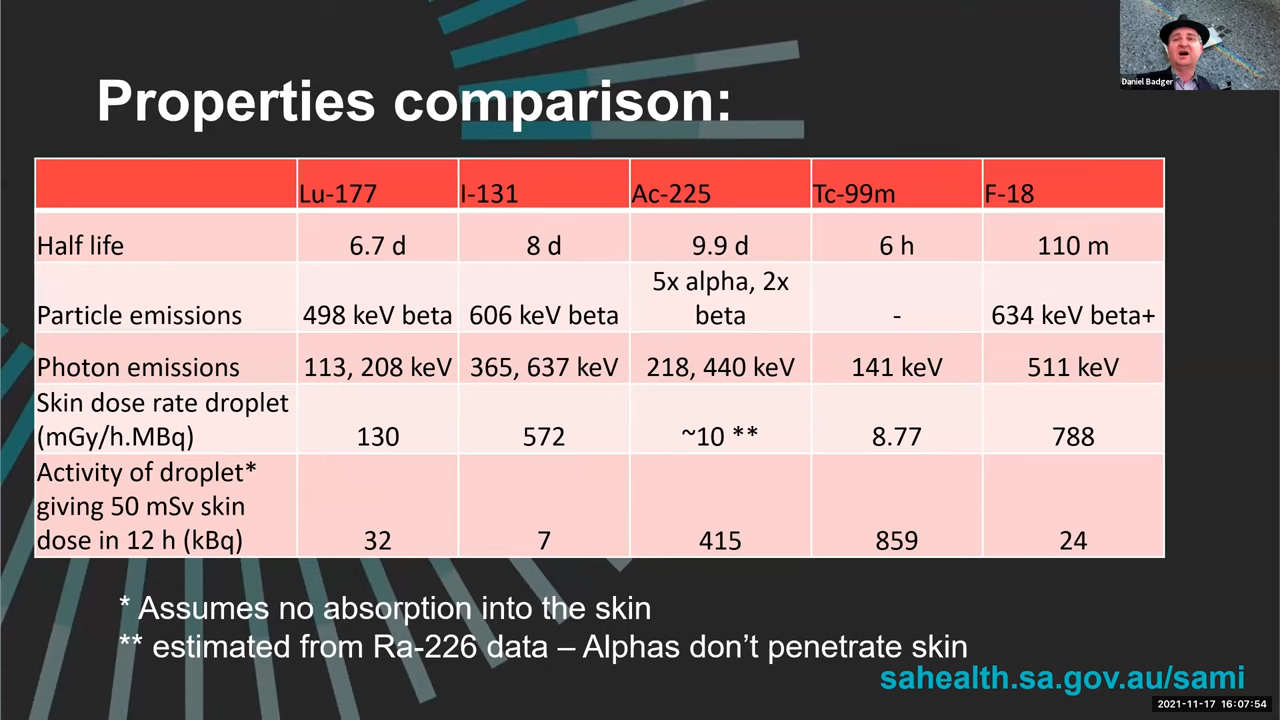 Daniel Badger
Properties comparison:
Lu-177 I-131 Ac-225 Tc-99m F-18
Half life 6.7 d 8 d 9.9 d 6 h 110 m
5x alpha, 2x
Particle emissions 498 keV beta 606 keV beta beta - 634 keV beta+
Photon emissions 113, 208 keV 365, 637 keV 218, 440 keV 141 keV 511 keV
Skin dose rate droplet
(mGy/h.MBq) 130 572 ~10 ** 8.77 788
Activity of droplet*
giving 50 mSv skin
dose in 12 h (kBq) 32 7 415 859 24
* Assumes no absorption into the skin
** estimated from Ra-226 data – Alphas don’t penetrate skin
sahealth.sa.gov.au/sami
2021-11-17 16:07:54